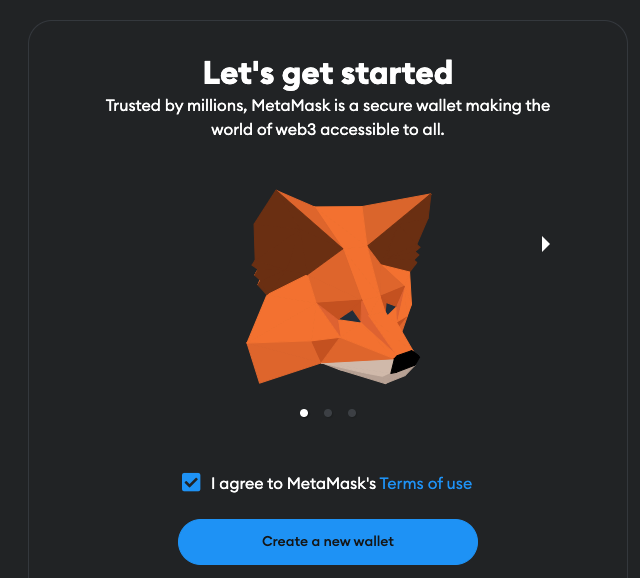 Let's get started
Trusted by millions, MetaMask is a secure wallet making the
world of web3 accessible to all.
I agree to MetaMask's Terms of use
Create a new wallet